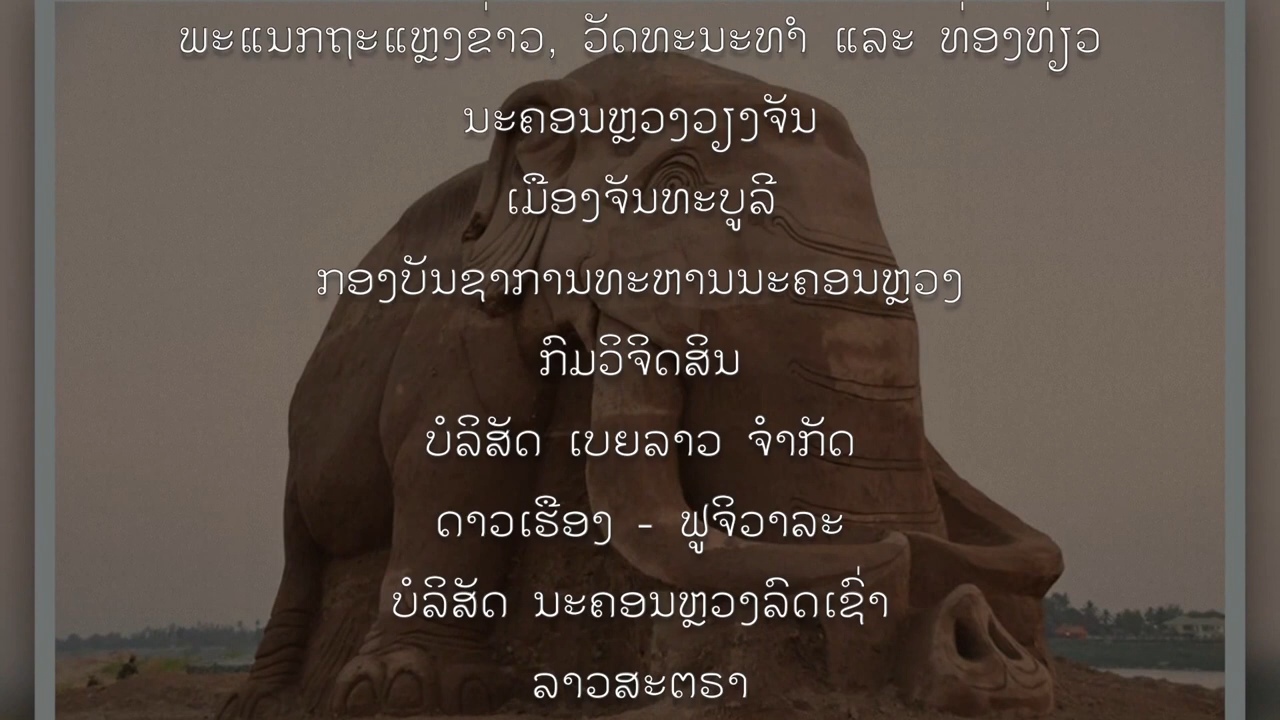 ພະແນກຖະແຫຼງຂ່າວ, ວັດທະນະທຳ ແລະ ທ່ອງທ່ຽວ
ນະຄອນຫຼວງວຽງຈັນ
ເມືອງຈັນທະບູລີ
ກອງບັນຊາການທະຫານນະຄອນຫຼວງ
ກົມວິຈິດສິນ
ບໍລິສັດ ເບຍລາວ ຈຳກັດ
ດາວເຮືອງ - ຟູຈິວາລະ
ບໍລິສັດ ນະຄອນຫຼວງລົດເຊົ່າ
ລາວສະຕຣາ